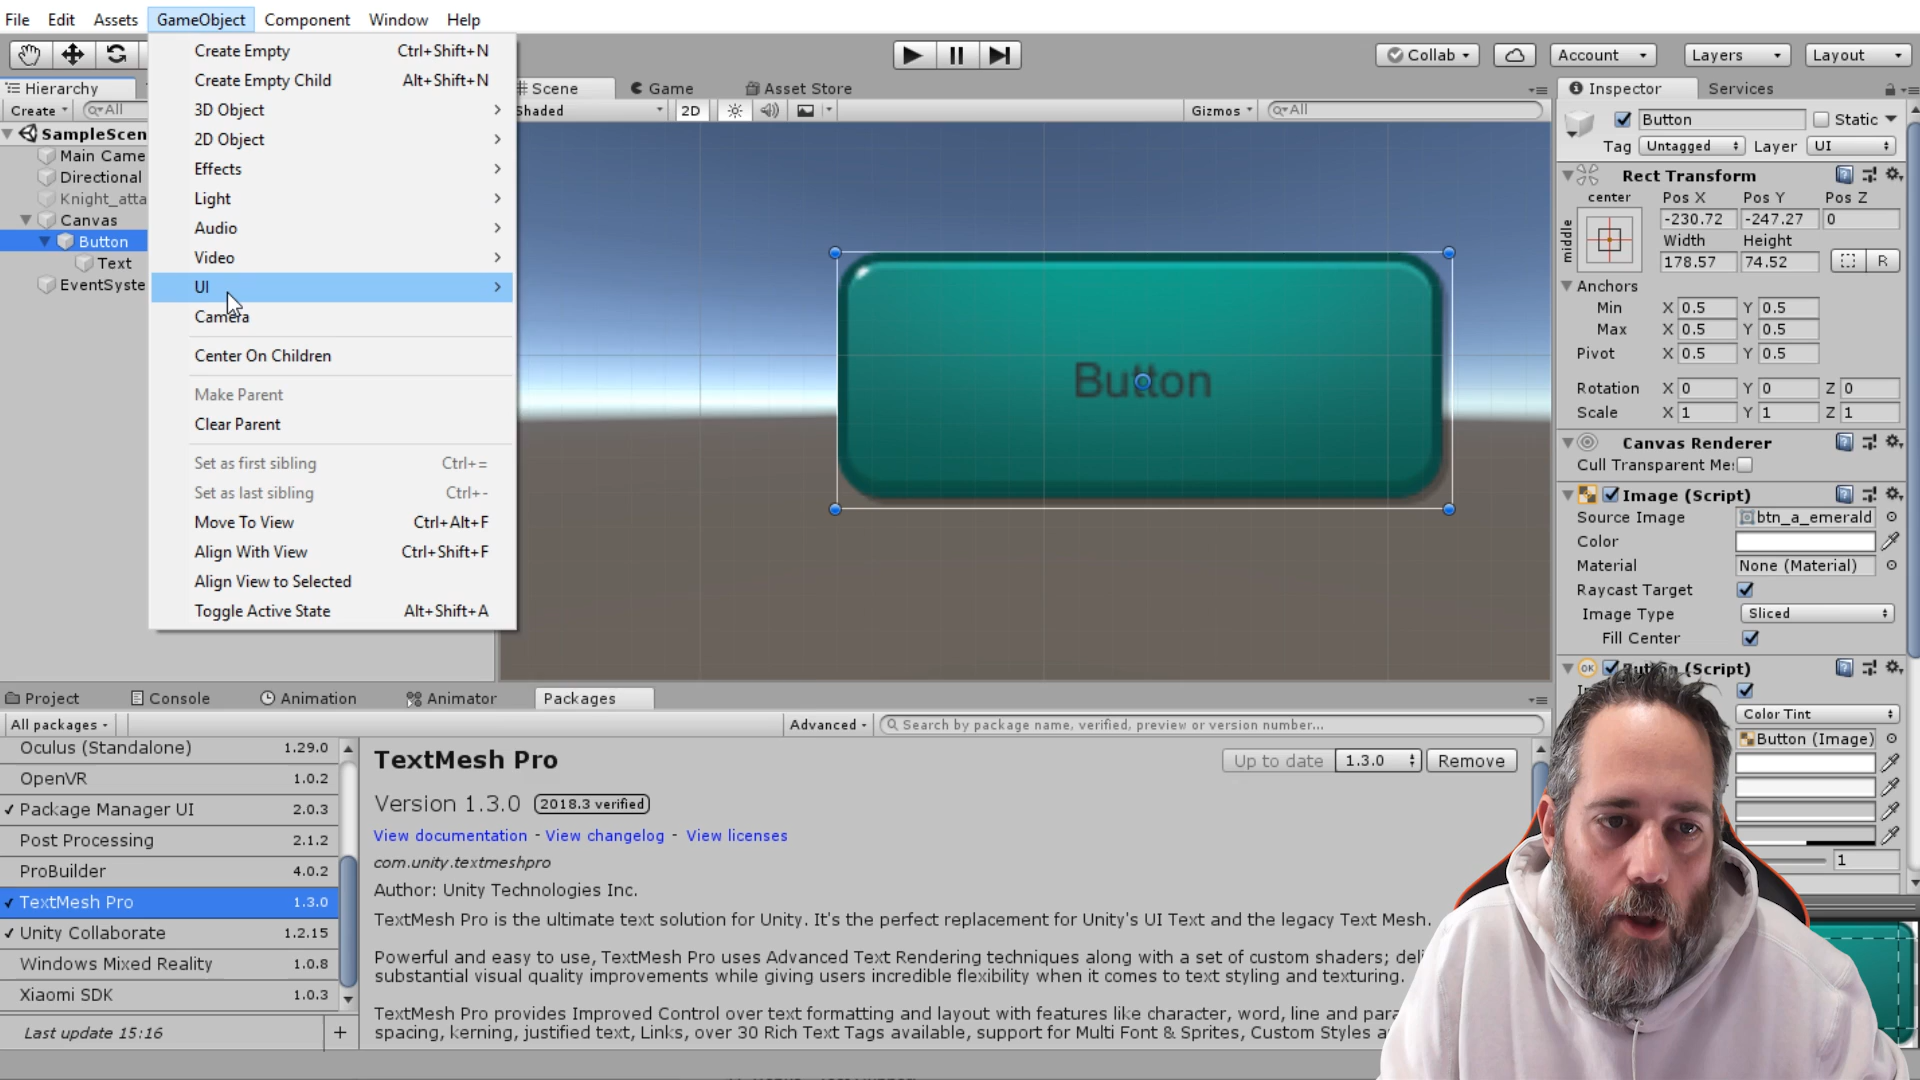 File Edit Assets GameObject Component Window Help
Collab Account Layers Layout
Hierarchy
Create All
SampleScen
Main Came
Directional
Knight_atta
Canvas
Button
Text
EventSyste
Create Empty Ctrl+Shift+N
Create Empty Child Alt+Shift+N
3D Object
2D Object
Effects
Light
Audio
Video
UI
Camera
Center On Children
Make Parent
Clear Parent
Set as first sibling Ctrl+=
Set as last sibling Ctrl+-
Move To View Ctrl+Alt+F
Align With View Ctrl+Shift+F
Align View to Selected
Toggle Active State Alt+Shift+A
Scene Game Asset Store
Shaded 2D Gizmos All
Button
Inspector Services
Button Static
Tag Untagged Layer UI
Rect Transform
center Pos X Pos Y Pos Z
middle -230.72 -247.27 0
Width Height
178.57 74.52 R
Anchors
Min X 0.5 Y 0.5
Max X 0.5 Y 0.5
Pivot X 0.5 Y 0.5
Rotation X 0 Y 0 Z 0
Scale X 1 Y 1 Z 1
Canvas Renderer
Cull Transparent Me
Image (Script)
Source Image btn_a_emerald
Color
Material None (Material)
Raycast Target
Image Type Sliced
Fill Center
OK Button (Script)
Color Tint
Button (Image)
1
Project Console Animation Animator Packages
All packages Advanced Search by package name, verified, preview or version number...
Oculus (Standalone) 1.29.0
OpenVR 1.0.2
Package Manager UI 2.0.3
Post Processing 2.1.2
ProBuilder 4.0.2
TextMesh Pro 1.3.0
Unity Collaborate 1.2.15
Windows Mixed Reality 1.0.8
Xiaomi SDK 1.0.3
Last update 15:16 +
TextMesh Pro Up to date 1.3.0 Remove
Version 1.3.0 2018.3 verified
View documentation - View changelog - View licenses
com.unity.textmeshpro
Author: Unity Technologies Inc.
TextMesh Pro is the ultimate text solution for Unity. It's the perfect replacement for Unity's UI Text and the legacy Text Mesh.
Powerful and easy to use, TextMesh Pro uses Advanced Text Rendering techniques along with a set of custom shaders; deli
substantial visual quality improvements while giving users incredible flexibility when it comes to text styling and texturing.
TextMesh Pro provides Improved Control over text formatting and layout with features like character, word, line and para
spacing, kerning, justified text, Links, over 30 Rich Text Tags available, support for Multi Font & Sprites, Custom Styles a